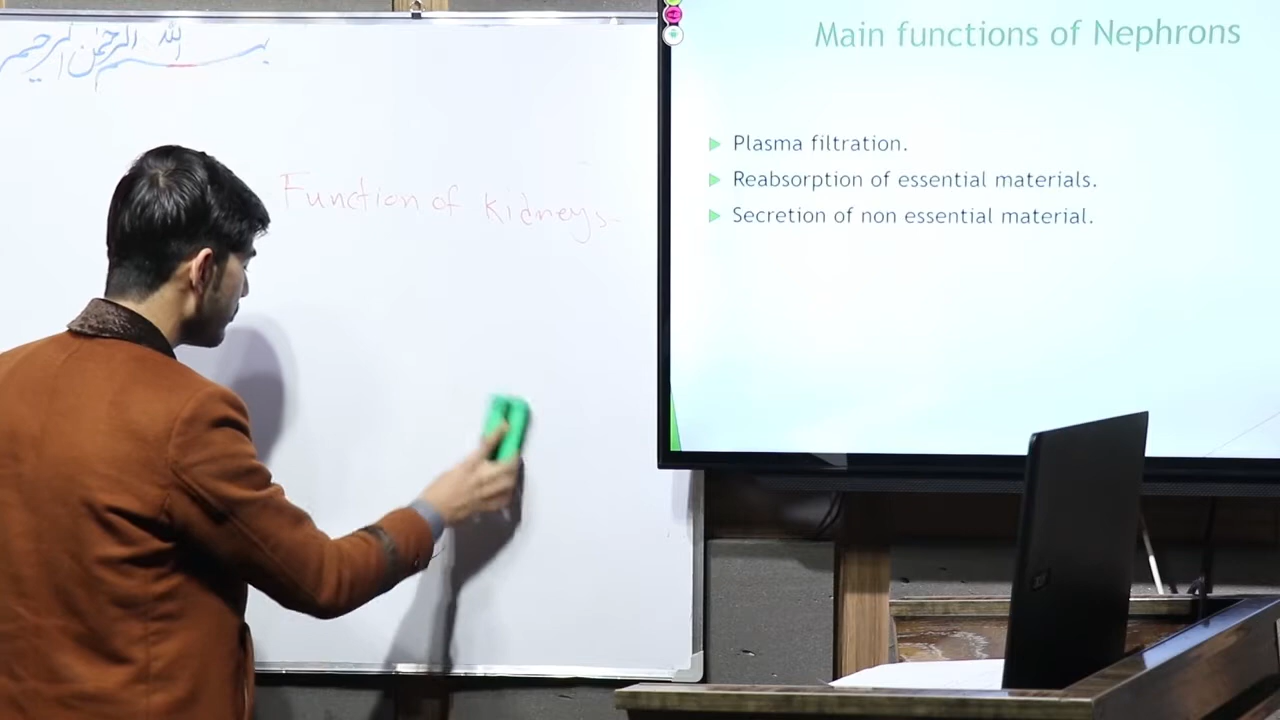 بسم الله الرحمن الرحيم
Function of kidneys
Main functions of Nephrons
Plasma filtration.
Reabsorption of essential materials.
Secretion of non essential material.